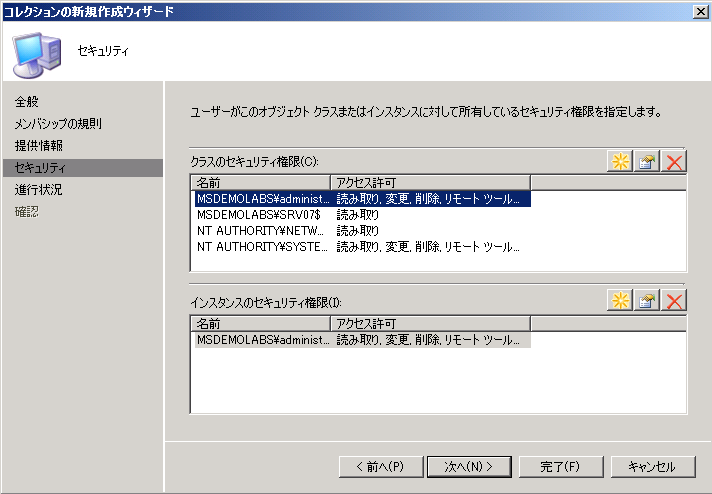 コレクションの新規作成ウィザード
セキュリティ
全般
メンバシップの規則
提供情報
セキュリティ
進行状況
確認
ユーザーがこのオブジェクト クラスまたはインスタンスに対して所有しているセキュリティ権限を指定します。
クラスのセキュリティ権限(C):
名前 アクセス許可
MSDEMOLABS¥administ... 読み取り, 変更, 削除, リモート ツール...
MSDEMOLABS¥SRV07$ 読み取り
NT AUTHORITY¥NETW... 読み取り
NT AUTHORITY¥SYSTE... 読み取り, 変更, 削除, リモート ツール...
インスタンスのセキュリティ権限(I):
名前 アクセス許可
MSDEMOLABS¥administ... 読み取り, 変更, 削除, リモート ツール...
< 前へ(P) 次へ(N) > 完了(F) キャンセル